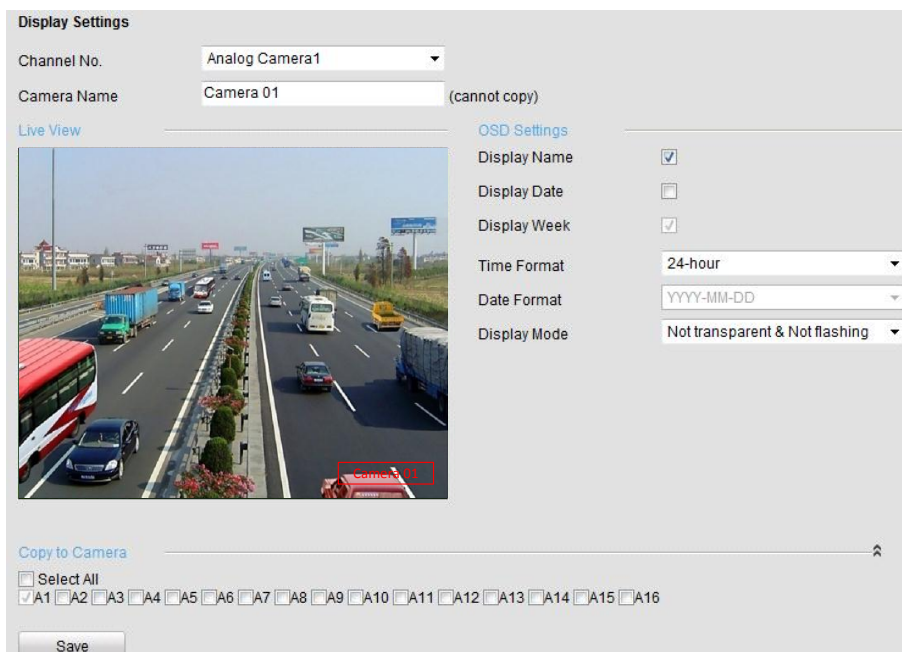 Display Settings
Channel No. Analog Camera1
Camera Name Camera 01 (cannot copy)
Live View
OSD Settings
Display Name
Display Date
Display Week
Time Format 24-hour
Date Format YYYY-MM-DD
Display Mode Not transparent & Not flashing
Camera 01
Copy to Camera
Select All
A1 A2 A3 A4 A5 A6 A7 A8 A9 A10 A11 A12 A13 A14 A15 A16
Save